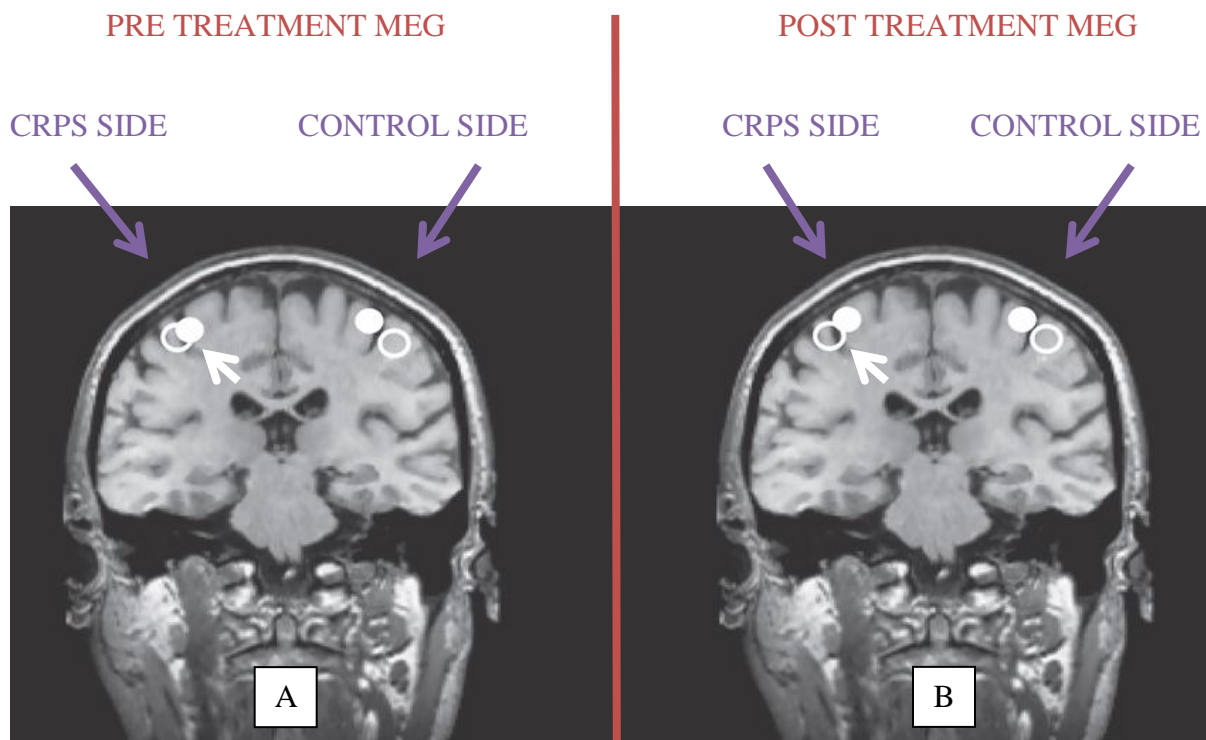 PRE TREATMENT MEG
POST TREATMENT MEG
CRPS SIDE
CONTROL SIDE
CRPS SIDE
CONTROL SIDE
A
B